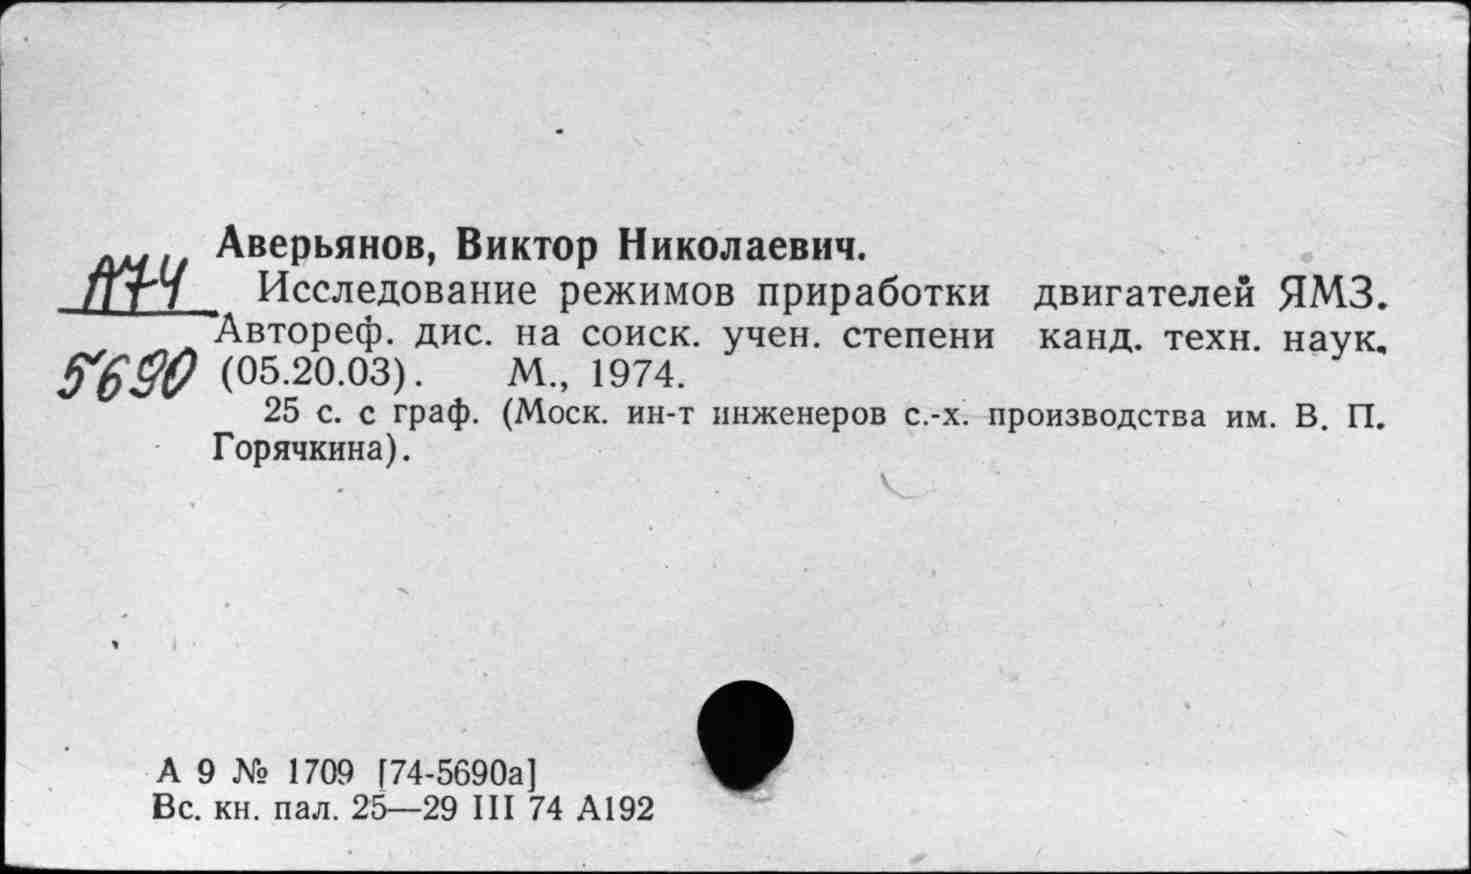 Аверьянов, Виктор Николаевич.
Исследование режимов приработки двигателей ЯМЗ.
Автореф. дис. на соиск. учен. степени канд. техн. наук.
5690 (05.20.03). М., 1974.
25 с. с граф. (Моск. ин-т инженеров с.-х. производства им. В. П.
Горячкина).
А 9 № 1709 [74-5690а]
Вс. кн. пал. 25—29 III 74 А192